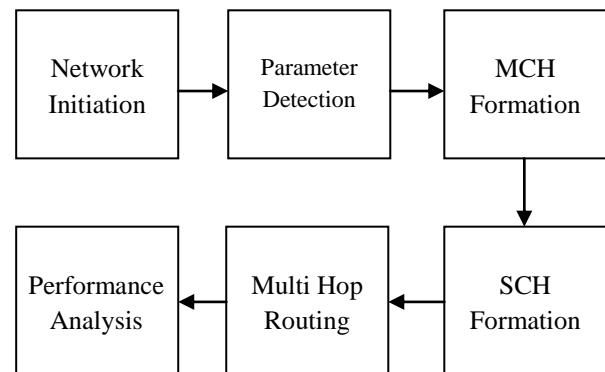 Network
Initiation
Parameter
Detection
MCH
Formation
Performance
Analysis
Multi Hop
Routing
SCH
Formation